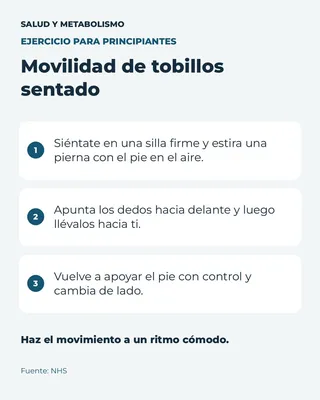 SALUD Y METABOLISMO
EJERCICIO PARA PRINCIPIANTES
Movilidad de tobillos
sentado
1 Siéntate en una silla firme y estira una
pierna con el pie en el aire.
2 Apunta los dedos hacia delante y luego
llévalos hacia ti.
3 Vuelve a apoyar el pie con control y
cambia de lado.
Haz el movimiento a un ritmo cómodo.
Fuente: NHS